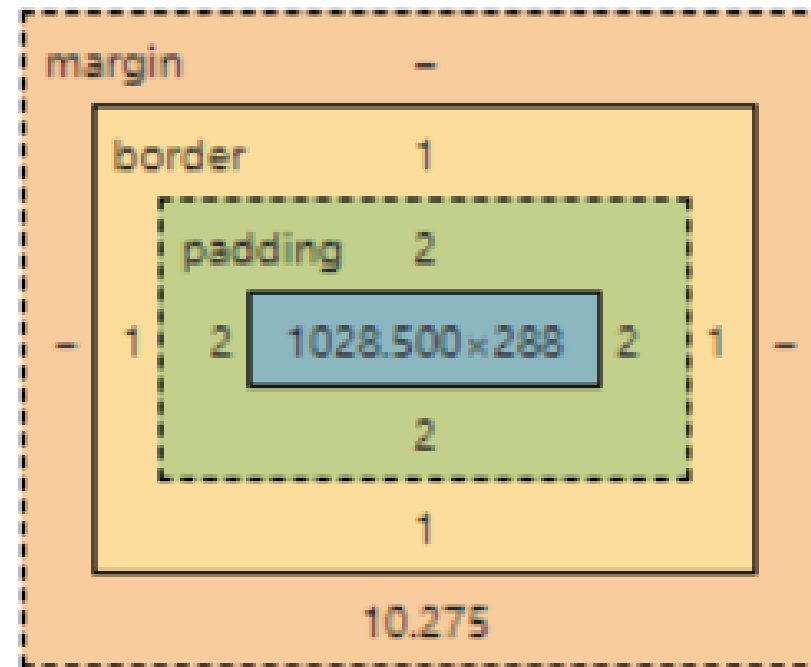 margin –
border 1
padding 2
– 1 2 1028.500×288 2 1 –
2
1
10.275